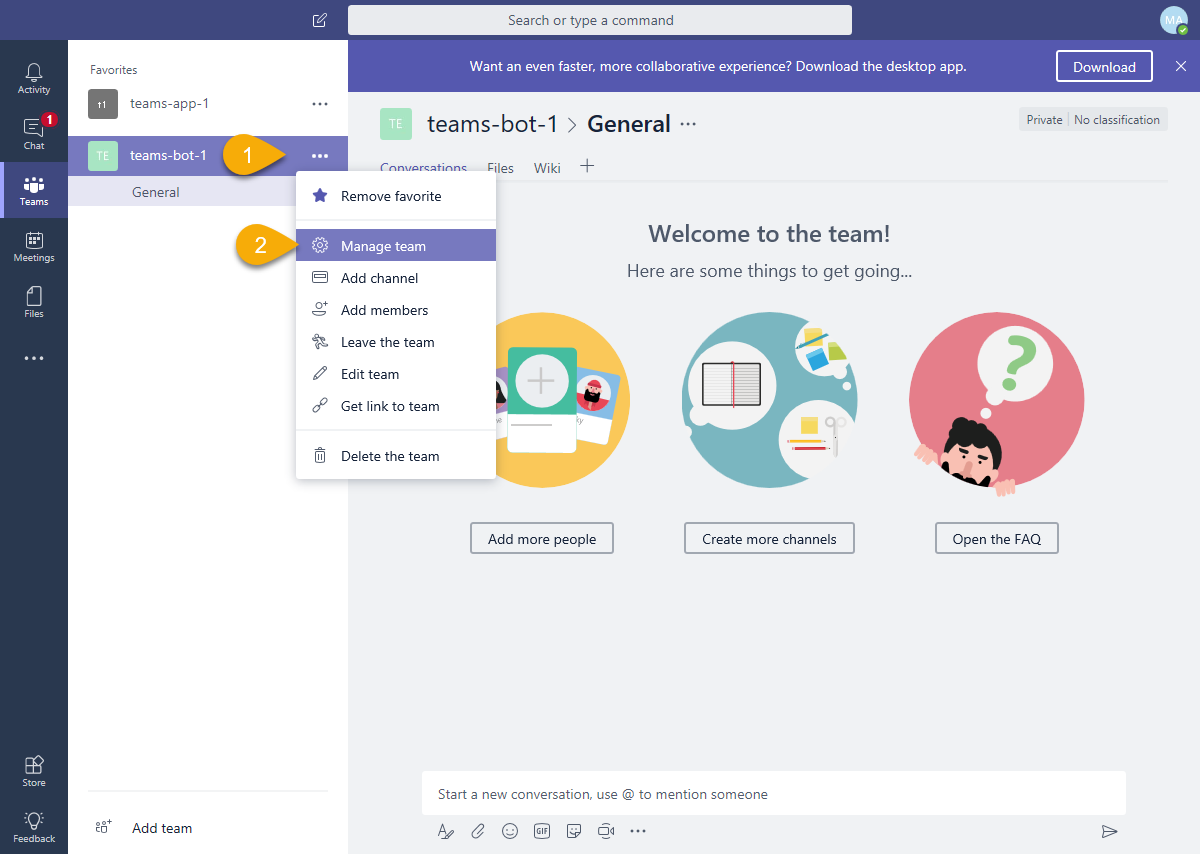 Search or type a command
MA
Activity
Chat
1
Teams
Meetings
Files
Store
Feedback
Favorites
t1
teams-app-1
TE
teams-bot-1
1
General
Remove favorite
2
Manage team
Add channel
Add members
Leave the team
Edit team
Get link to team
Delete the team
Add team
Want an even faster, more collaborative experience? Download the desktop app.
Download
TE
teams-bot-1 > General
Private | No classification
Conversations Files Wiki
Welcome to the team!
Here are some things to get going...
Add more people
Create more channels
Open the FAQ
Start a new conversation, use @ to mention someone
GIF